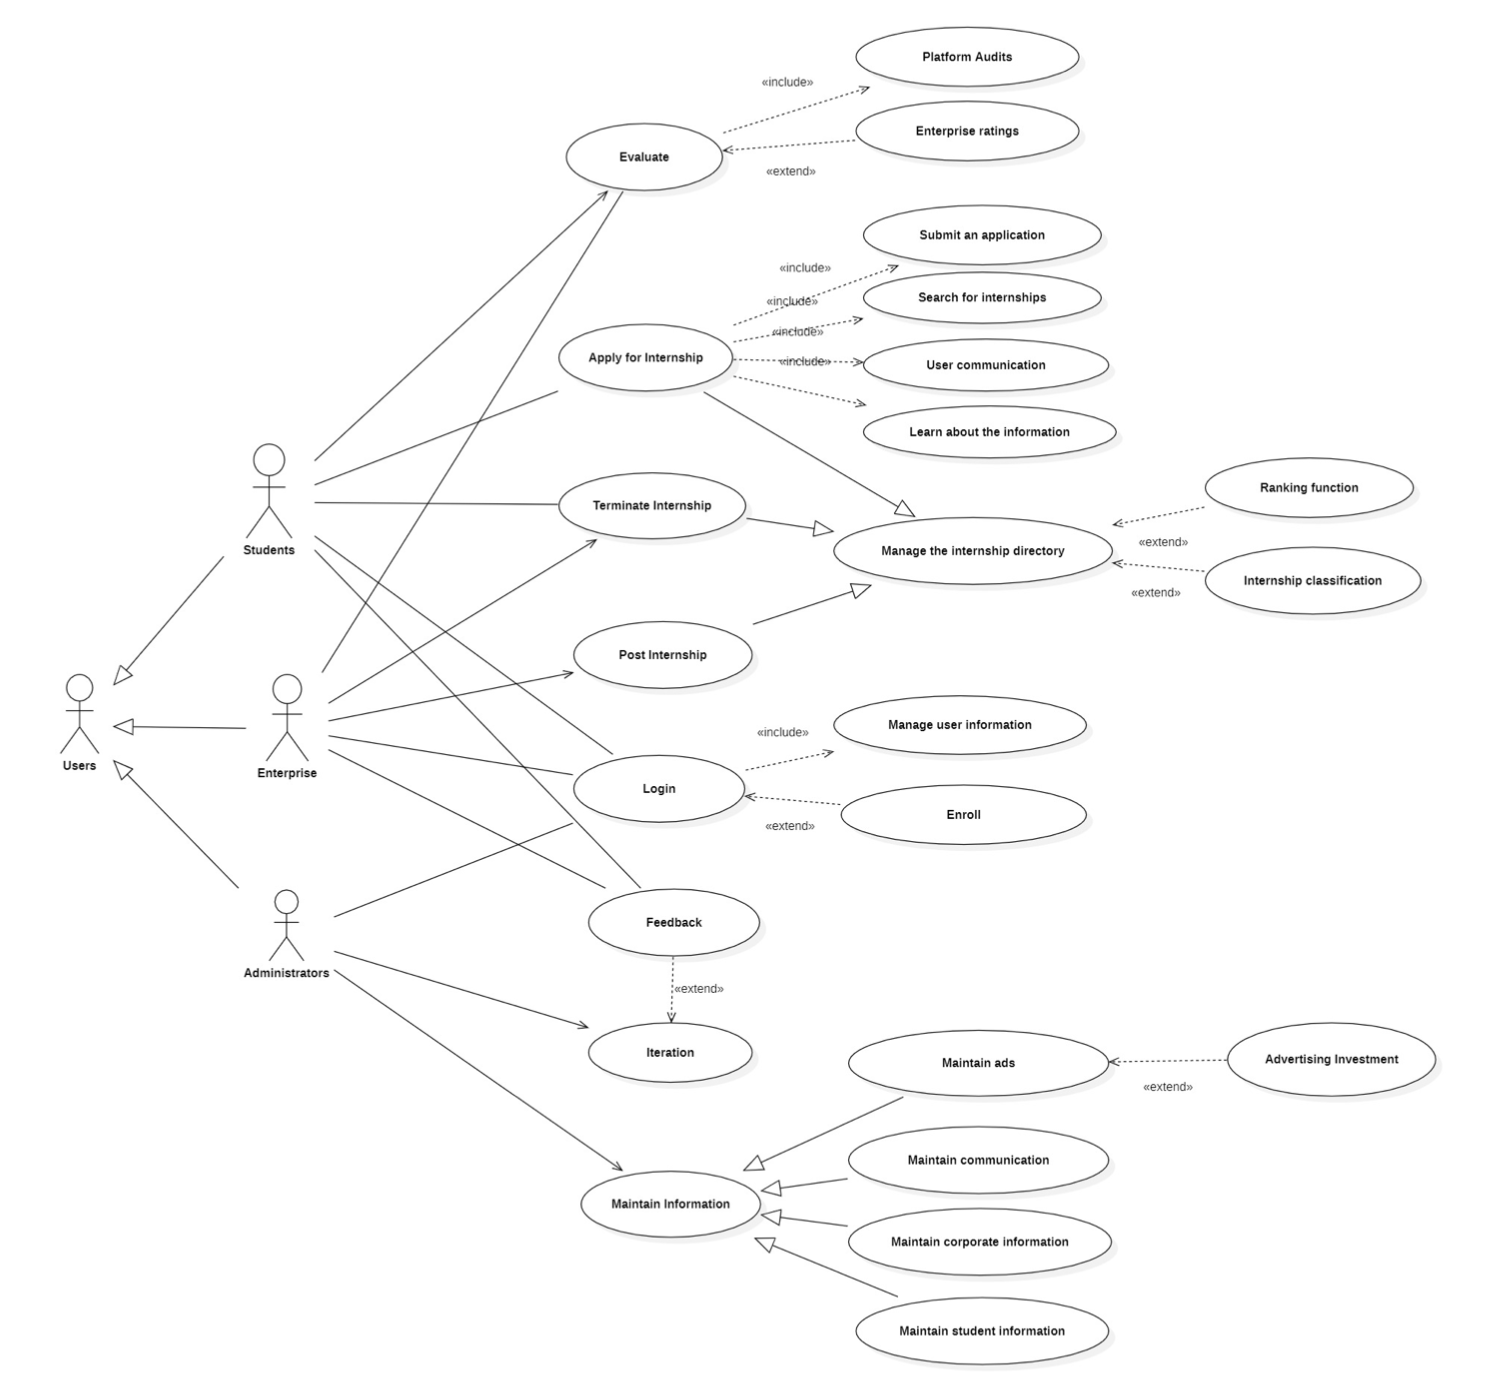 Platform Audits
«include»
Enterprise ratings
Evaluate
«extend»
Submit an application
«include»
Search for internships
«include»
«include»
Apply for Internship
«include»
User communication
Learn about the information
Ranking function
Terminate Internship
Students
«extend»
Manage the internship directory
Internship classification
«extend»
Post Internship
Manage user information
«include»
Users
Enterprise
Login
Enroll
«extend»
Feedback
Administrators
«extend»
Iteration
Maintain ads
Advertising Investment
«extend»
Maintain communication
Maintain Information
Maintain corporate information
Maintain student information